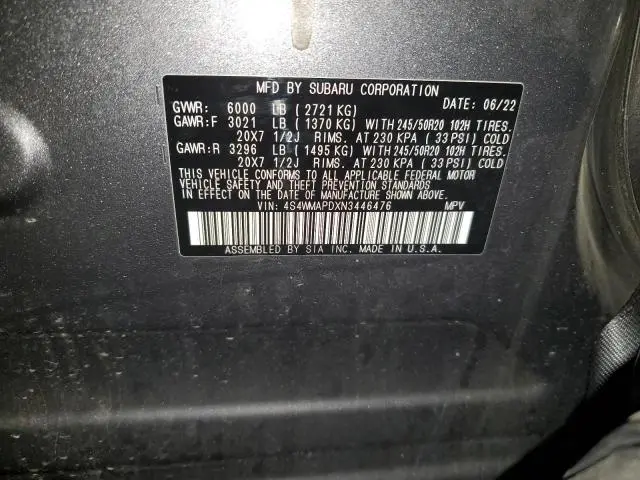 MFD BY SUBARU CORPORATION
GVWR: 6000 LB ( 2721 KG) DATE: 06/22
GAWR:F 3021 LB ( 1370 KG) WITH 245/50R20 102H TIRES.
20X7 1/2J RIMS. AT 230 KPA ( 33 PSI) COLD
GAWR:R 3296 LB ( 1495 KG) WITH 245/50R20 102H TIRES.
20X7 1/2J RIMS. AT 230 KPA ( 33 PSI) COLD
THIS VEHICLE CONFORMS TO ALL APPLICABLE FEDERAL MOTOR
VEHICLE SAFETY AND THEFT PREVENTION STANDARDS
IN EFFECT ON THE DATE OF MANUFACTURE SHOWN ABOVE.
VIN: 4S4WMAPDXN3446476 MPV
ASSEMBLED BY SIA INC. MADE IN U.S.A.